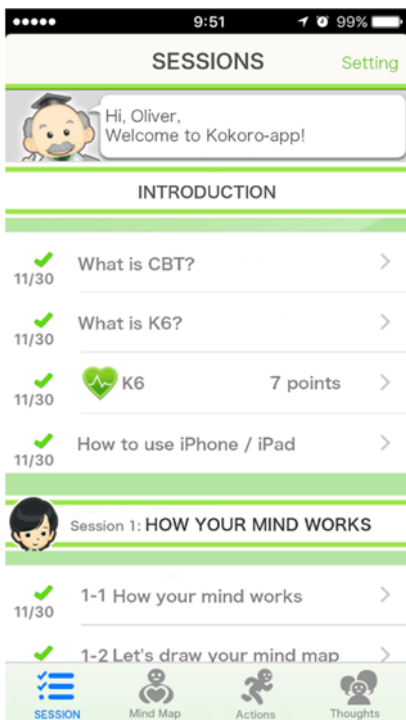 9:51
99%
SESSIONS
Setting
Hi, Oliver,
Welcome to Kokoro-app!
INTRODUCTION
What is CBT?
11/30
What is K6?
11/30
K6 7 points
11/30
How to use iPhone / iPad
11/30
Session 1: HOW YOUR MIND WORKS
1-1 How your mind works
11/30
1-2 Let's draw your mind map
SESSION
Mind Map
Actions
Thoughts